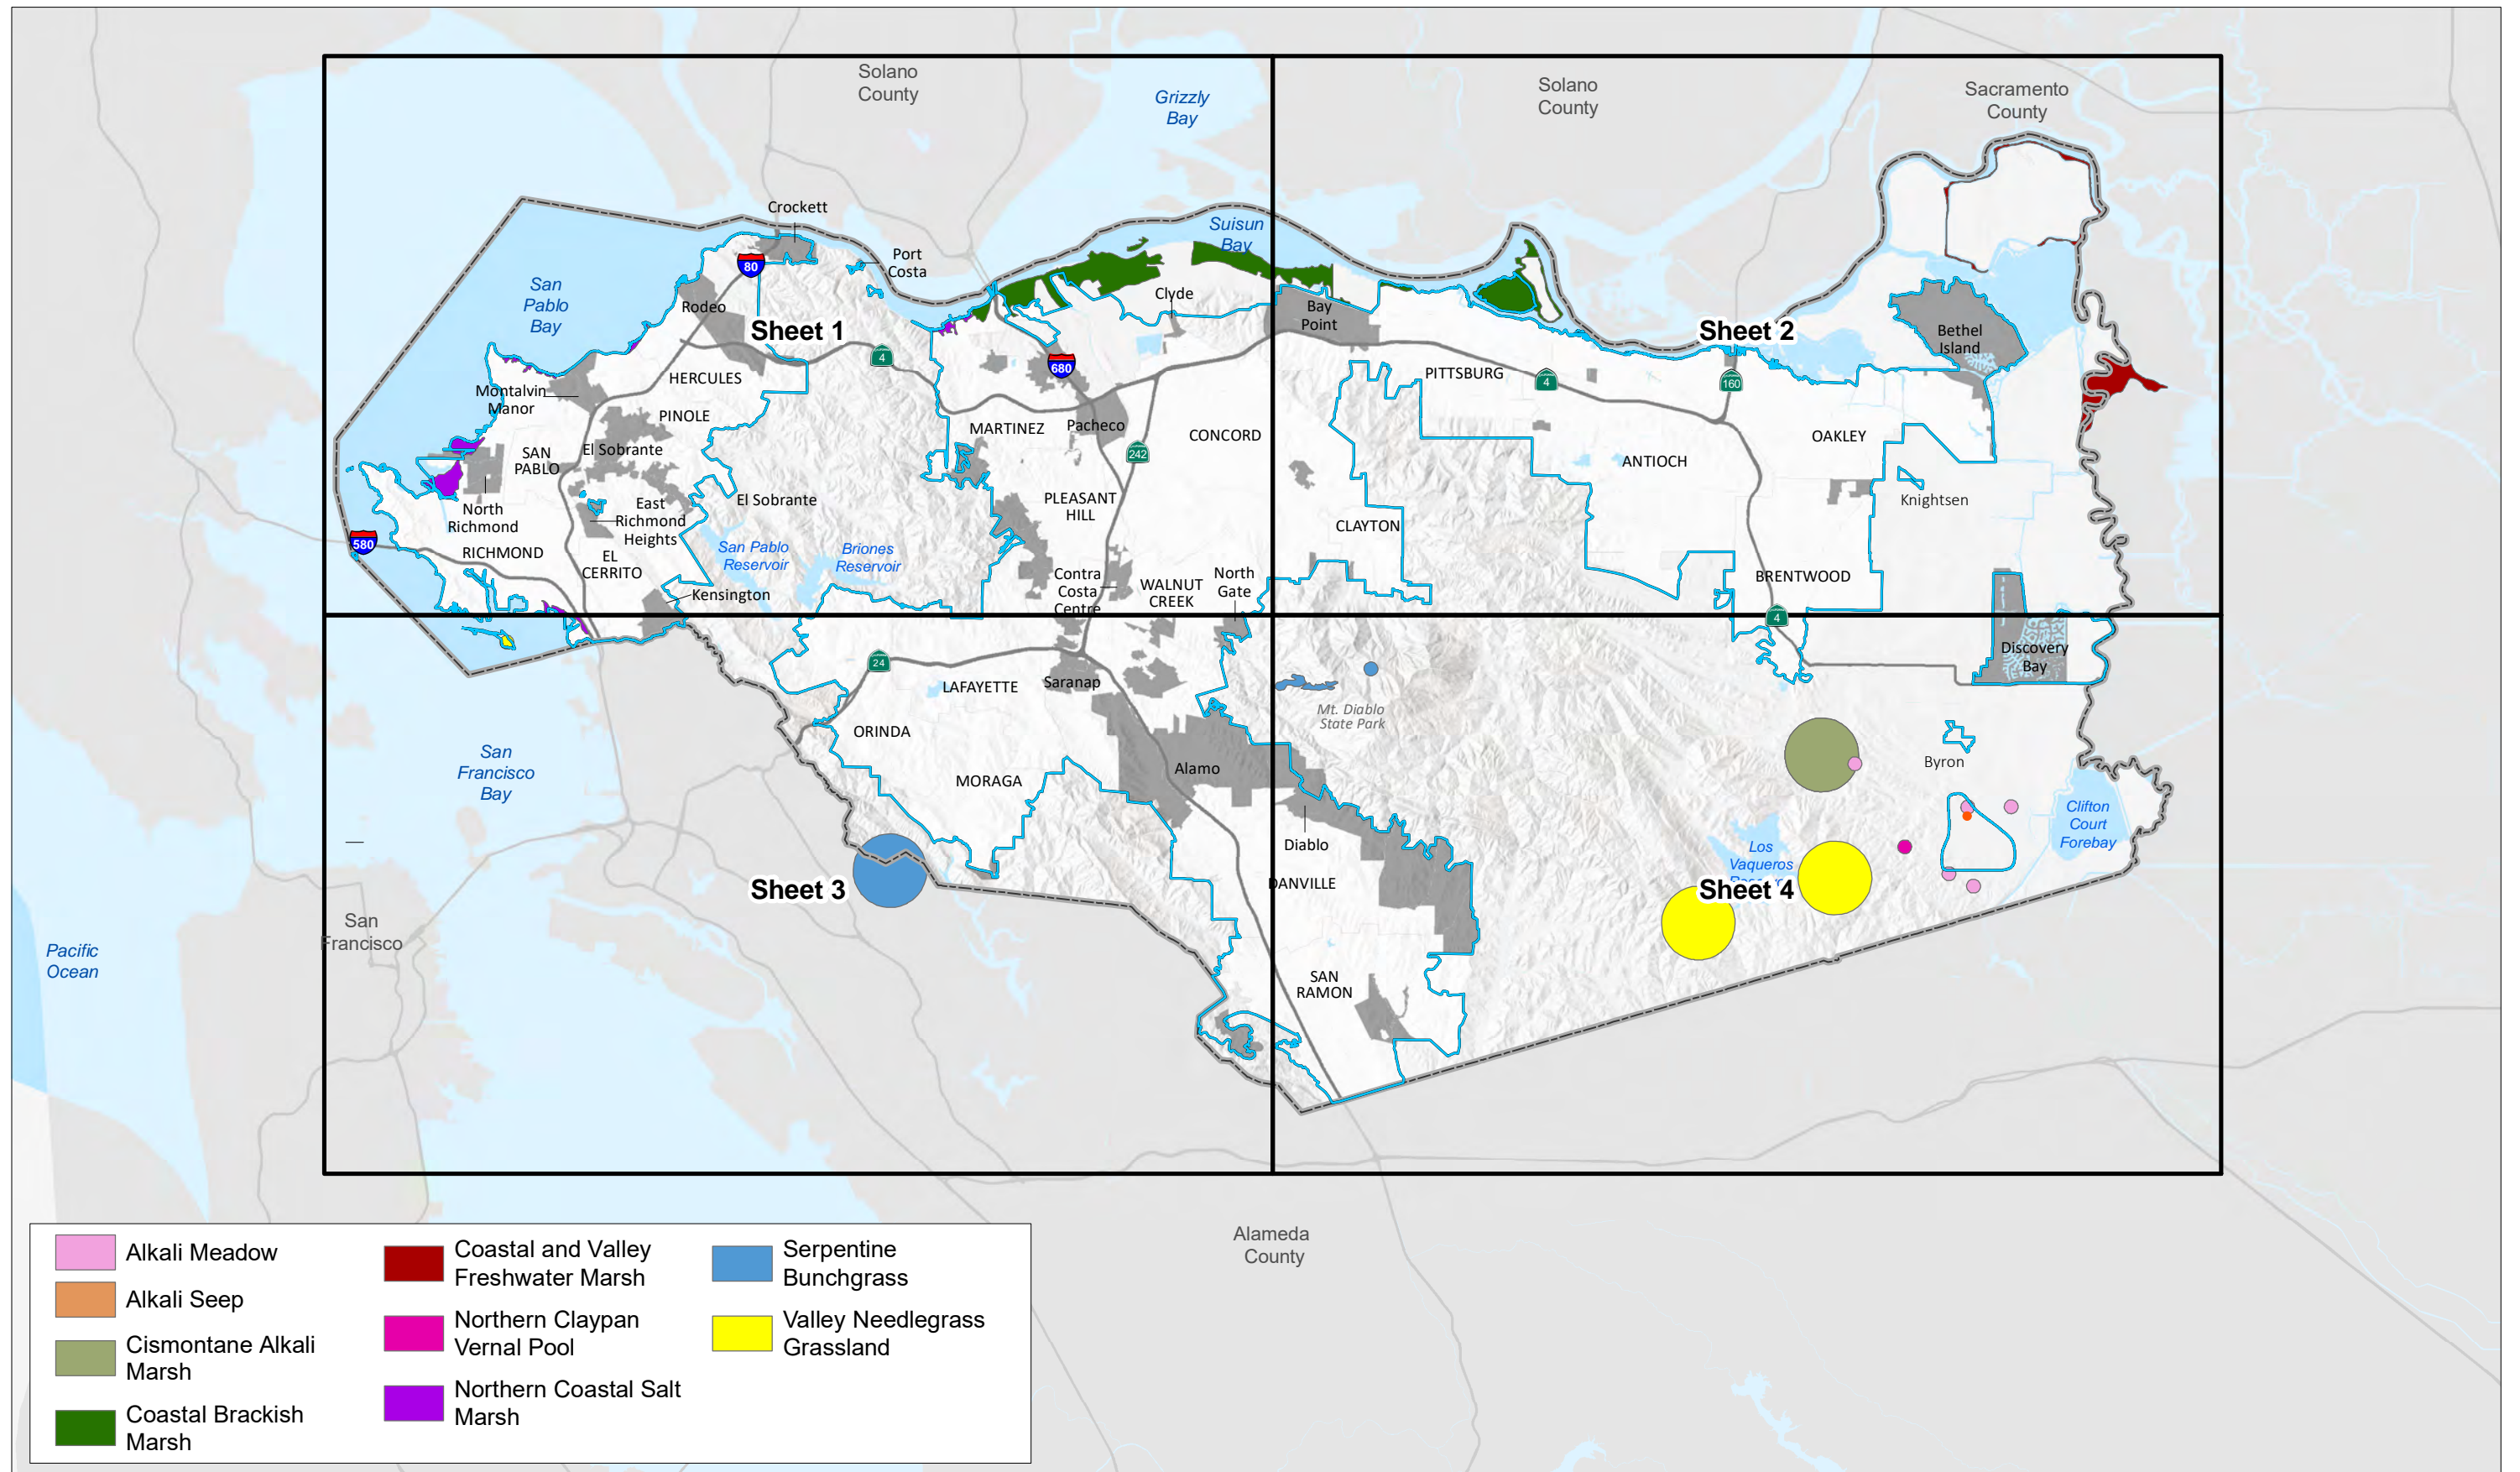 Solano
County
Grizzly
Bay
Solano
County
Sacramento
County
Crockett
Suisun
Bay
Port
Costa
80
San
Pablo
Bay
Rodeo
Clyde
Bay
Point
Sheet 1
Sheet 2
Bethel
Island
4
680
HERCULES
PITTSBURG
4
160
Montalvin
Manor
PINOLE
MARTINEZ
Pacheco
CONCORD
OAKLEY
SAN
PABLO
El Sobrante
242
ANTIOCH
El Sobrante
PLEASANT
HILL
Knightsen
North
Richmond
East
Richmond
Heights
CLAYTON
580
RICHMOND
San Pablo
Reservoir
Briones
Reservoir
EL
CERRITO
Contra
Costa
Centre
WALNUT
CREEK
North
Gate
BRENTWOOD
Kensington
4
Discovery
Bay
24
LAFAYETTE
Saranap
Mt. Diablo
State Park
ORINDA
San
Francisco
Bay
Alamo
Byron
MORAGA
Clifton
Court
Forebay
Diablo
Los
Vaqueros
Sheet 3
DANVILLE
Sheet 4
San
Francisco
Pacific
Ocean
SAN
RAMON
Alameda
County
Alkali Meadow
Alkali Seep
Cismontane Alkali
Marsh
Coastal Brackish
Marsh
Coastal and Valley
Freshwater Marsh
Northern Claypan
Vernal Pool
Northern Coastal Salt
Marsh
Serpentine
Bunchgrass
Valley Needlegrass
Grassland